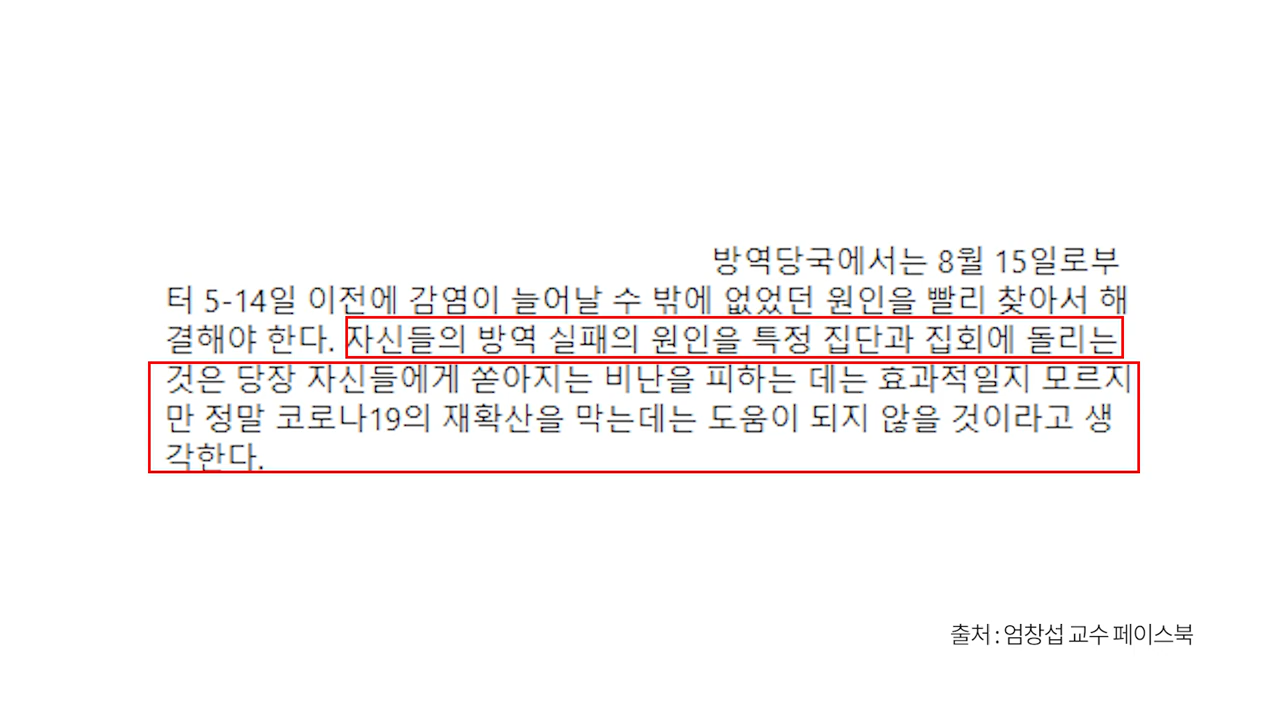 방역당국에서는 8월 15일로부
터 5-14일 이전에 감염이 늘어날 수 밖에 없었던 원인을 빨리 찾아서 해
결해야 한다. 자신들의 방역 실패의 원인을 특정 집단과 집회에 돌리는
것은 당장 자신들에게 쏟아지는 비난을 피하는 데는 효과적일지 모르지
만 정말 코로나19의 재확산을 막는데는 도움이 되지 않을 것이라고 생
각한다.
출처 : 엄창섭 교수 페이스북